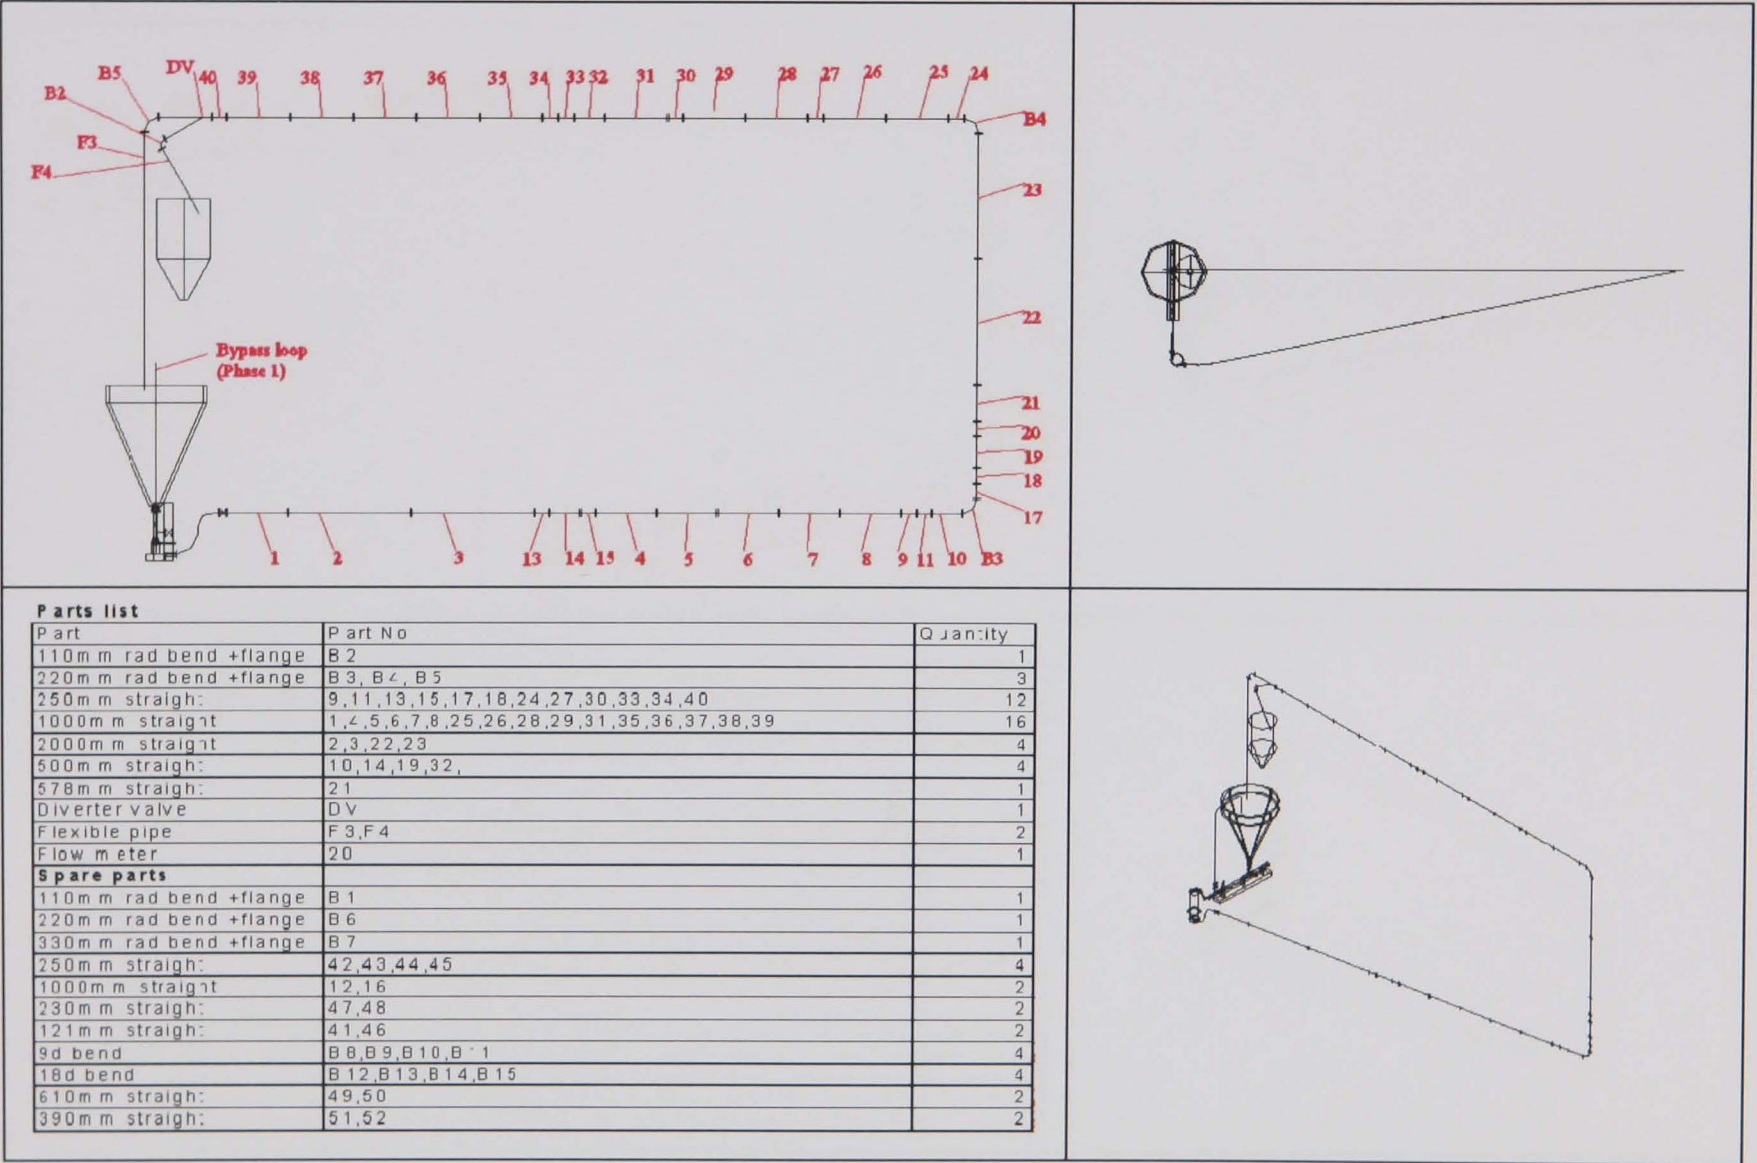 B5 DV 40 39 38 37 36 35 34 33 32 31 30 29 28 27 26 25 24
B2
B4
F3
F4
23
22
Bypass loop
(Phase 1)
21
20
19
18
17
1 2 3 13 14 15 4 5 6 7 8 9 11 10 B3
Parts list
Part Part No Quantity
110mm rad bend +flange B2 1
220mm rad bend +flange B3, B4, B5 3
250mm straight 9,11,13,15,17,18,24,27,30,33,34,40 12
1000mm straight 1,4,5,6,7,8,25,26,28,29,31,35,36,37,38,39 16
2000mm straight 2,3,22,23 4
500mm straight 10,14,19,32, 4
578mm straight 21 1
Diverter valve DV 1
Flexible pipe F3,F4 2
Flow meter 20 1
Spare parts
110mm rad bend +flange B1 1
220mm rad bend +flange B6 1
330mm rad bend +flange B7 1
250mm straight 42,43,44,45 4
1000mm straight 12,16 2
230mm straight 47,48 2
121mm straight 41,46 2
9d bend B8,B9,B10,B11 4
18d bend B12,B13,B14,B15 4
610mm straight 49,50 2
390mm straight 51,52 2